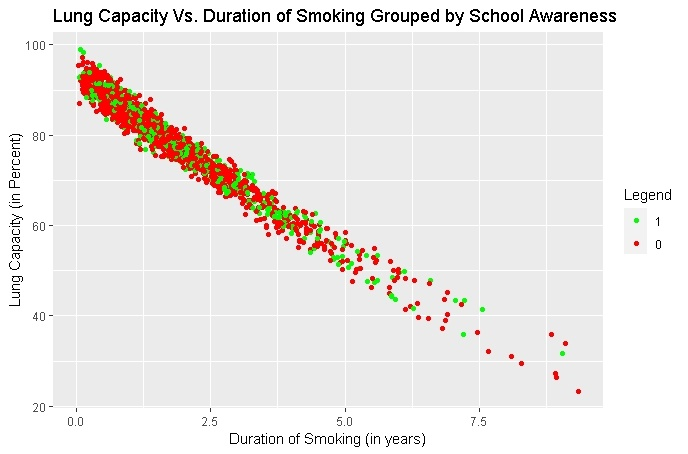 Lung Capacity Vs. Duration of Smoking Grouped by School Awareness
100
80
60
40
20
Lung Capacity (in Percent)
0.0
2.5
5.0
7.5
Duration of Smoking (in years)
Legend
1
0